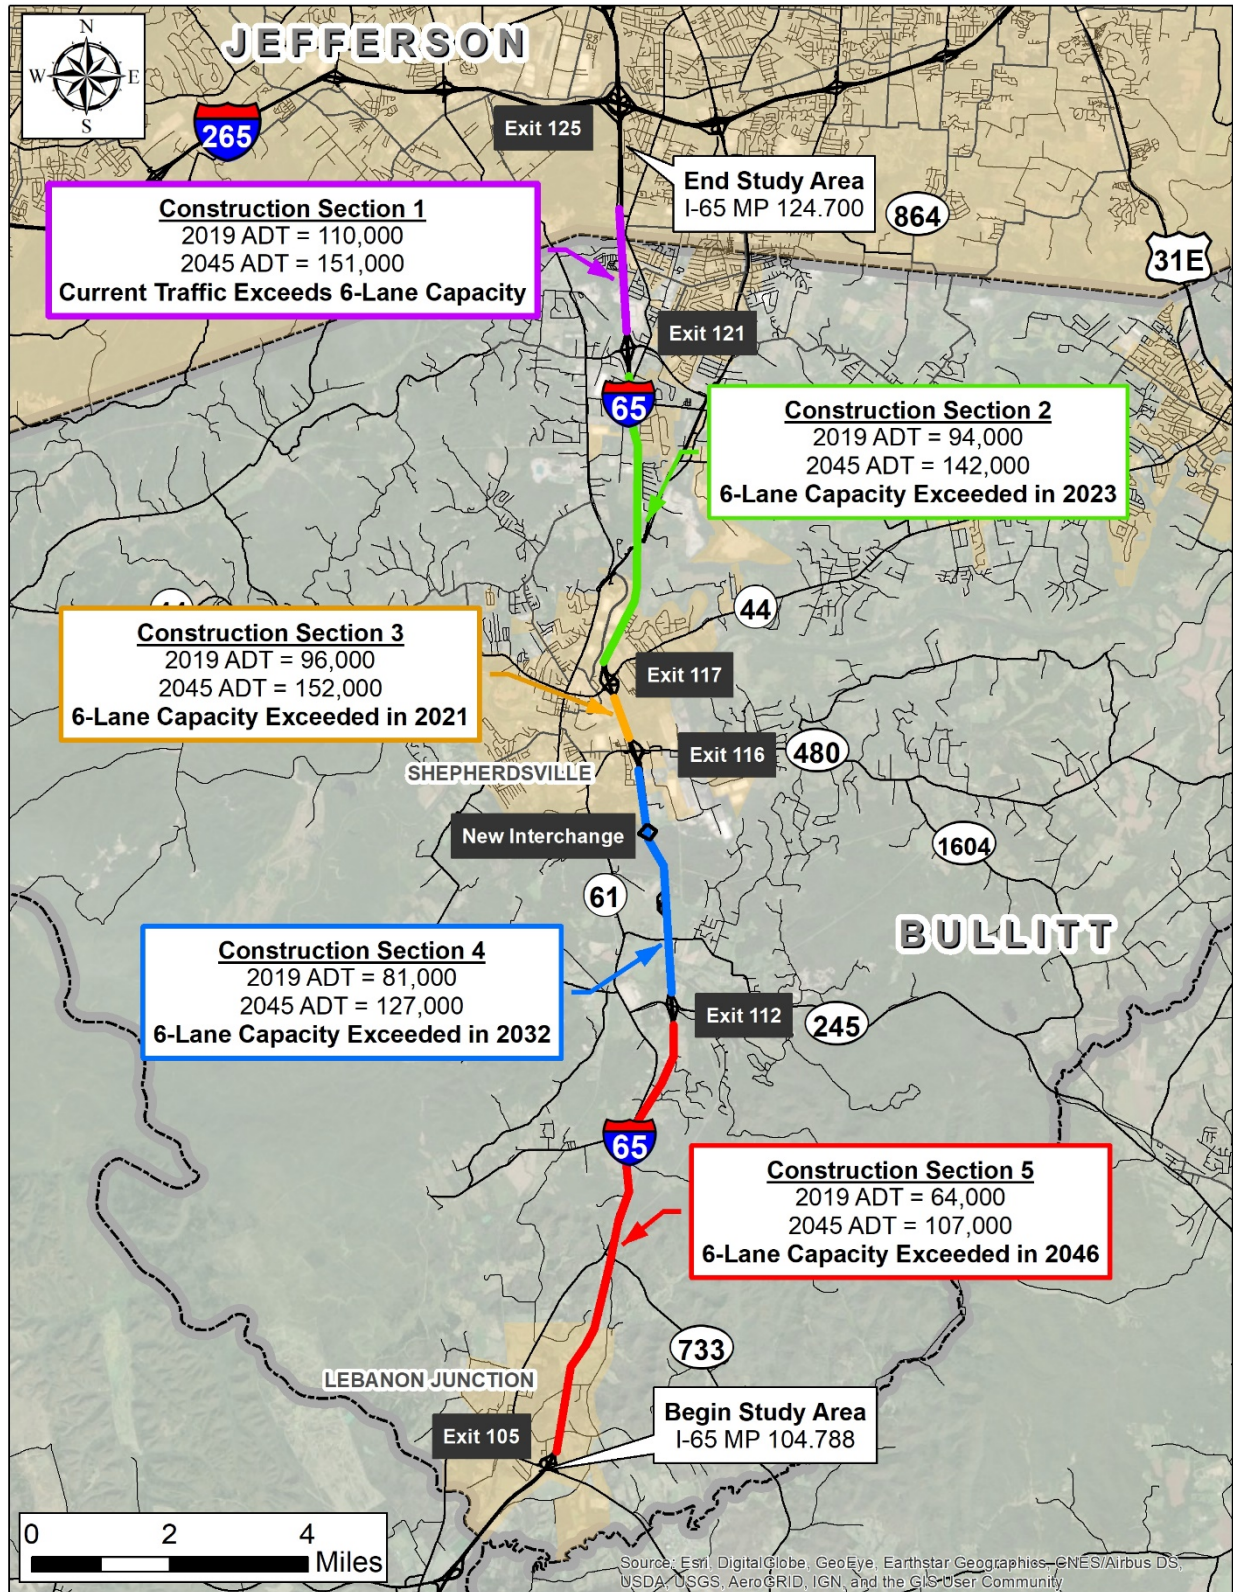 N
W E
S
JEFFERSON
265
Exit 125
End Study Area
I-65 MP 124.700
864
31E
Construction Section 1
2019 ADT = 110,000
2045 ADT = 151,000
Current Traffic Exceeds 6-Lane Capacity
Exit 121
65
Construction Section 2
2019 ADT = 94,000
2045 ADT = 142,000
6-Lane Capacity Exceeded in 2023
44
Construction Section 3
2019 ADT = 96,000
2045 ADT = 152,000
6-Lane Capacity Exceeded in 2021
Exit 117
Exit 116
480
SHEPHERDSVILLE
New Interchange
1604
61
BULLITT
Construction Section 4
2019 ADT = 81,000
2045 ADT = 127,000
6-Lane Capacity Exceeded in 2032
Exit 112
245
65
Construction Section 5
2019 ADT = 64,000
2045 ADT = 107,000
6-Lane Capacity Exceeded in 2046
733
LEBANON JUNCTION
Exit 105
Begin Study Area
I-65 MP 104.788
0 2 4
Miles
Source: Esri, DigitalGlobe, GeoEye, Earthstar Geographics, CNES/Airbus DS,
USDA, USGS, AeroGRID, IGN, and the GIS User Community